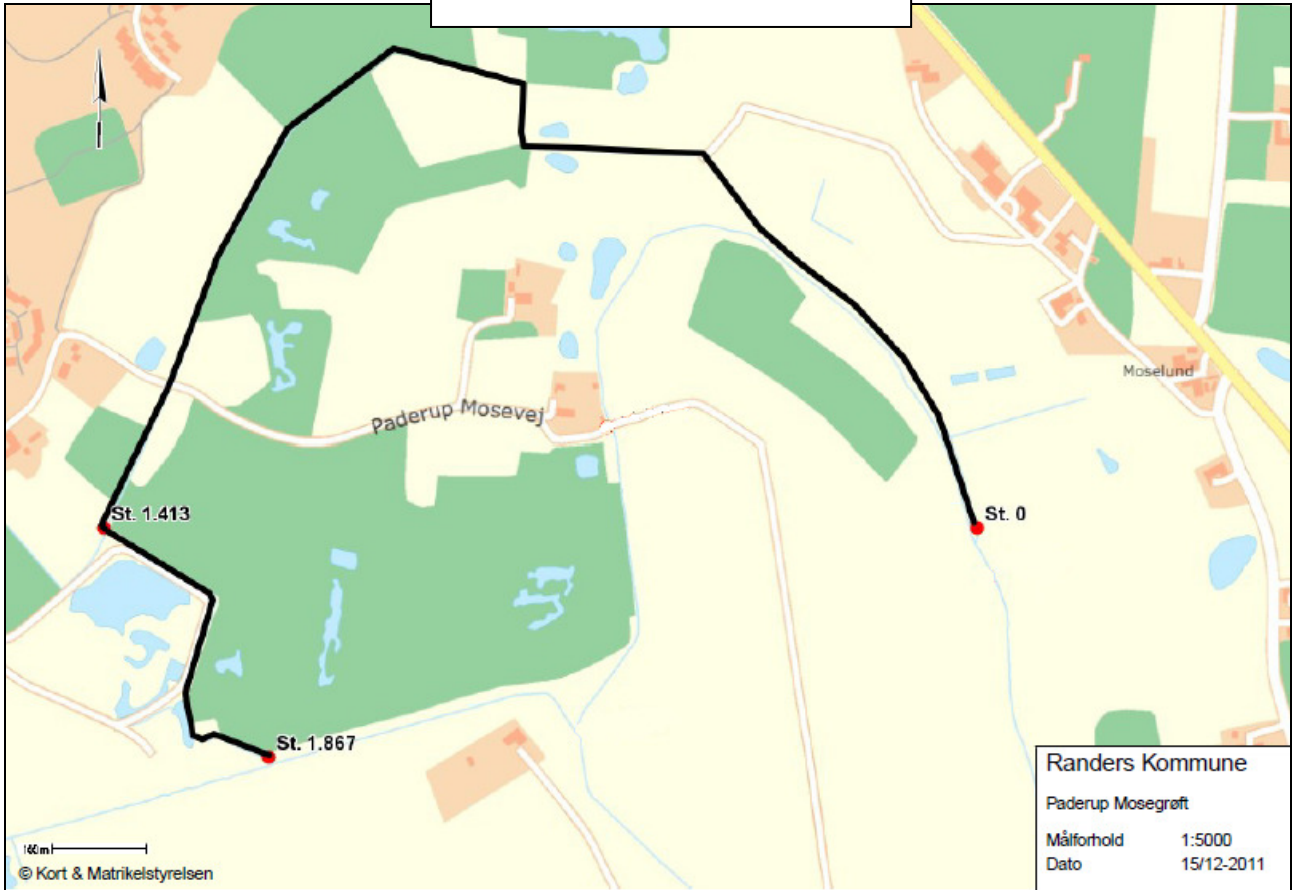 Moselund
Paderup Mosevej
St. 1.413
St. 0
St. 1.867
Randers Kommune
Paderup Mosegrøft
Målforhold 1:5000
Dato 15/12-2011
© Kort & Matrikelstyrelsen